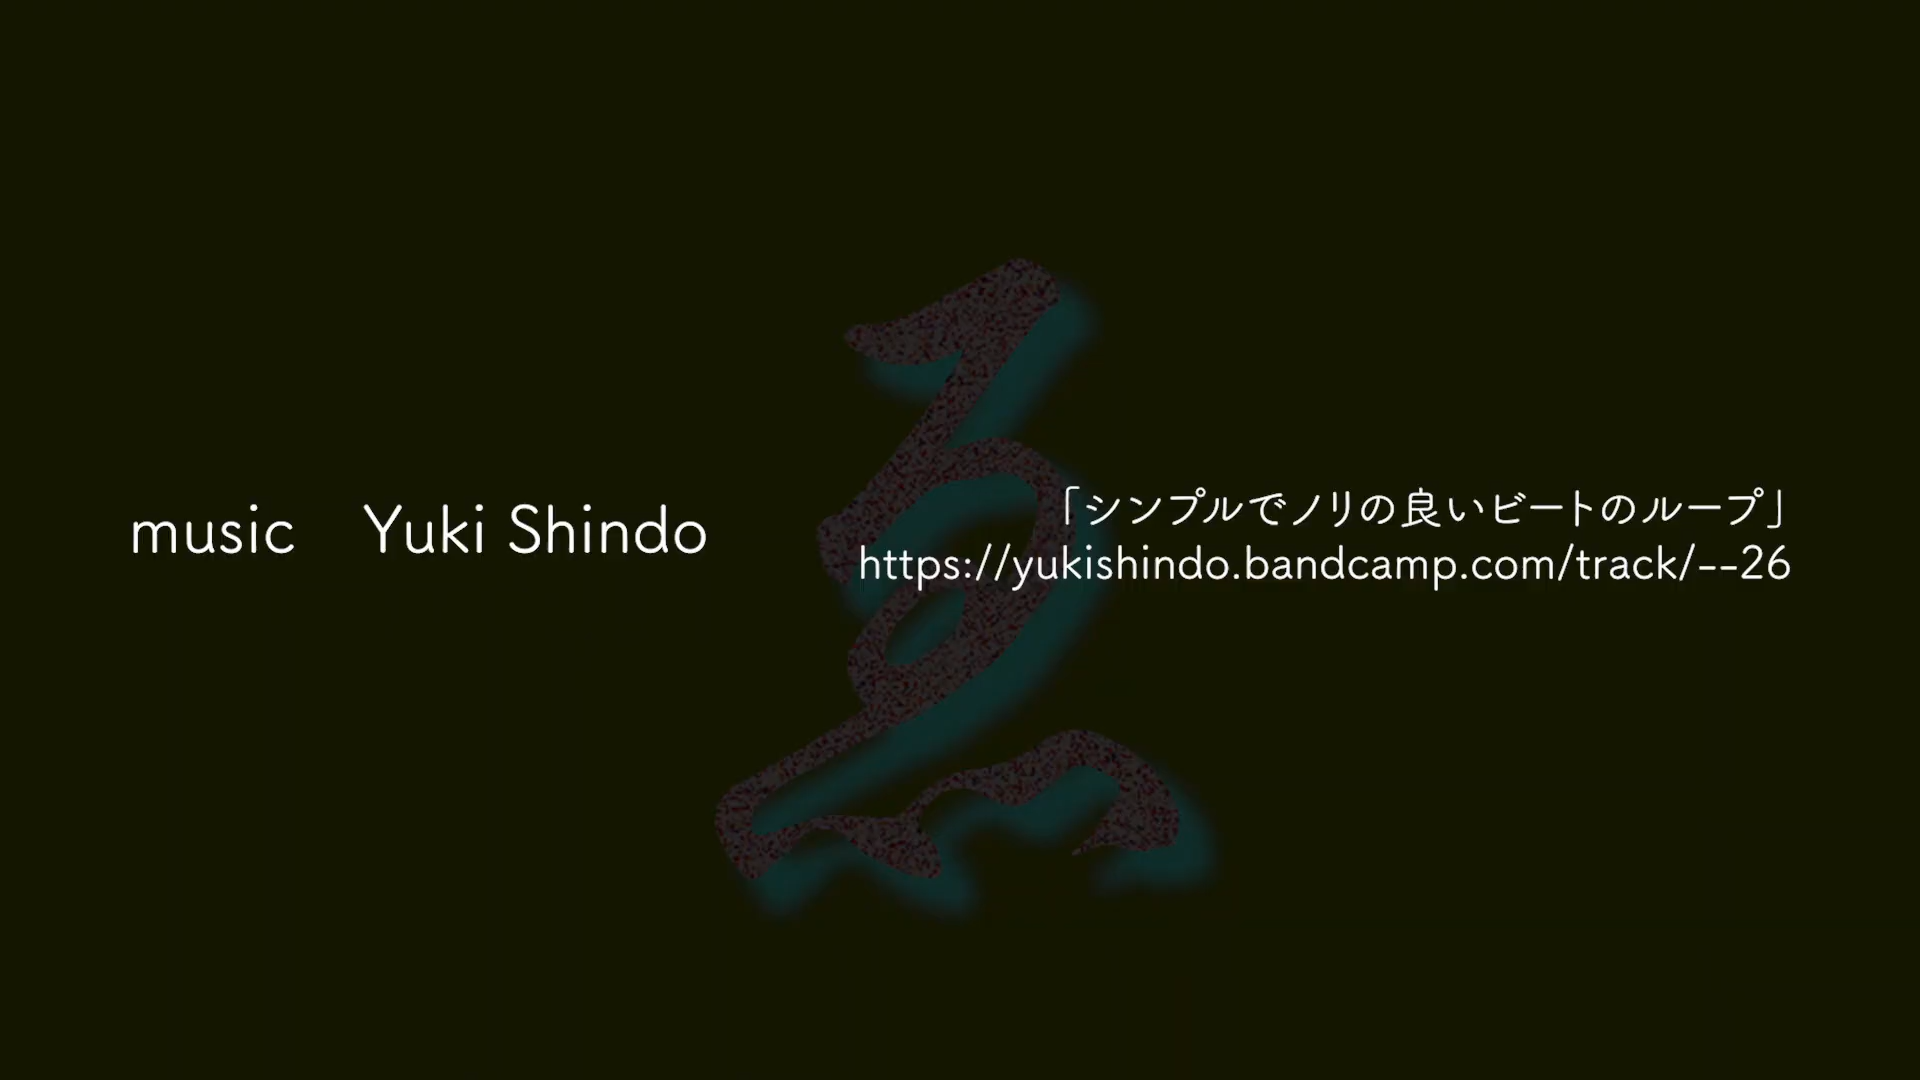 music　Yuki Shindo
「シンプルでノリの良いビートのループ」
https://yukishindo.bandcamp.com/track/--26
ゑ